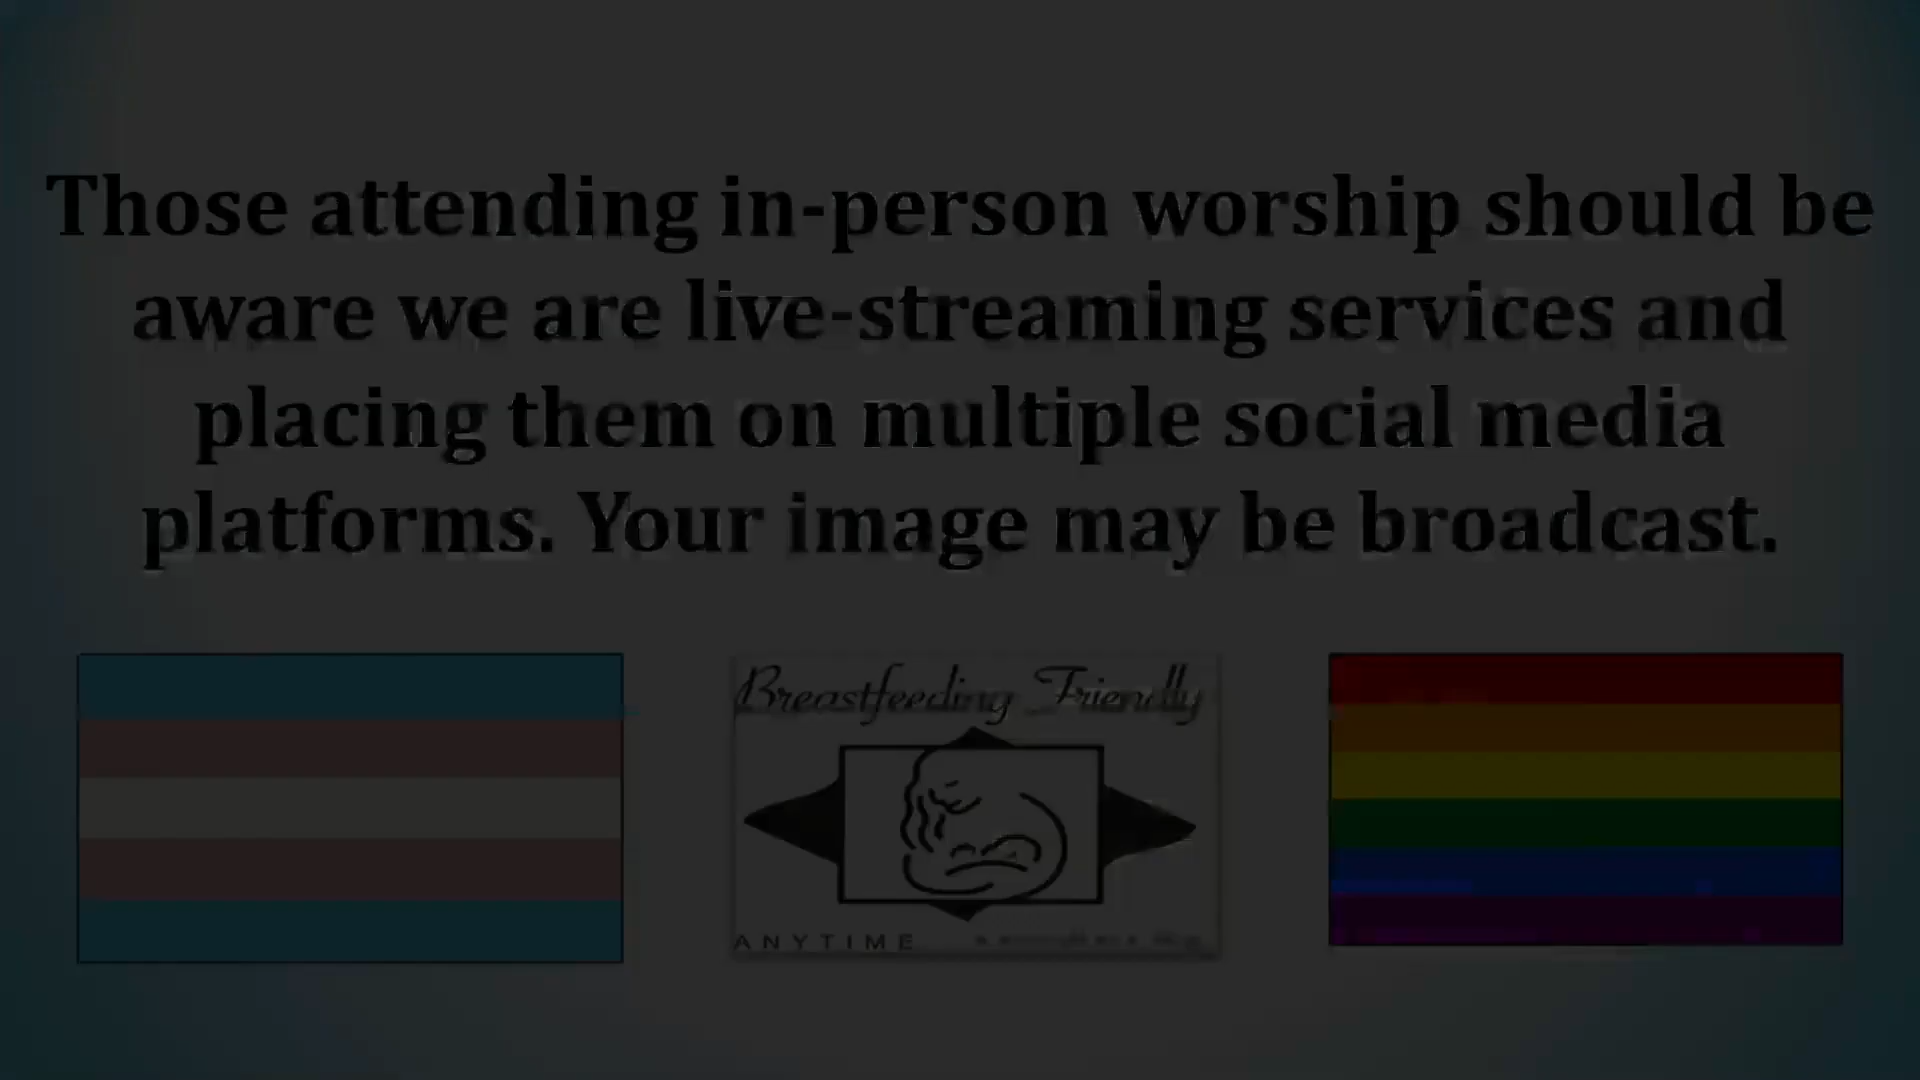 Those attending in-person worship should be
aware we are live-streaming services and
placing them on multiple social media
platforms. Your image may be broadcast.
Breastfeeding Friendly
ANYTIME